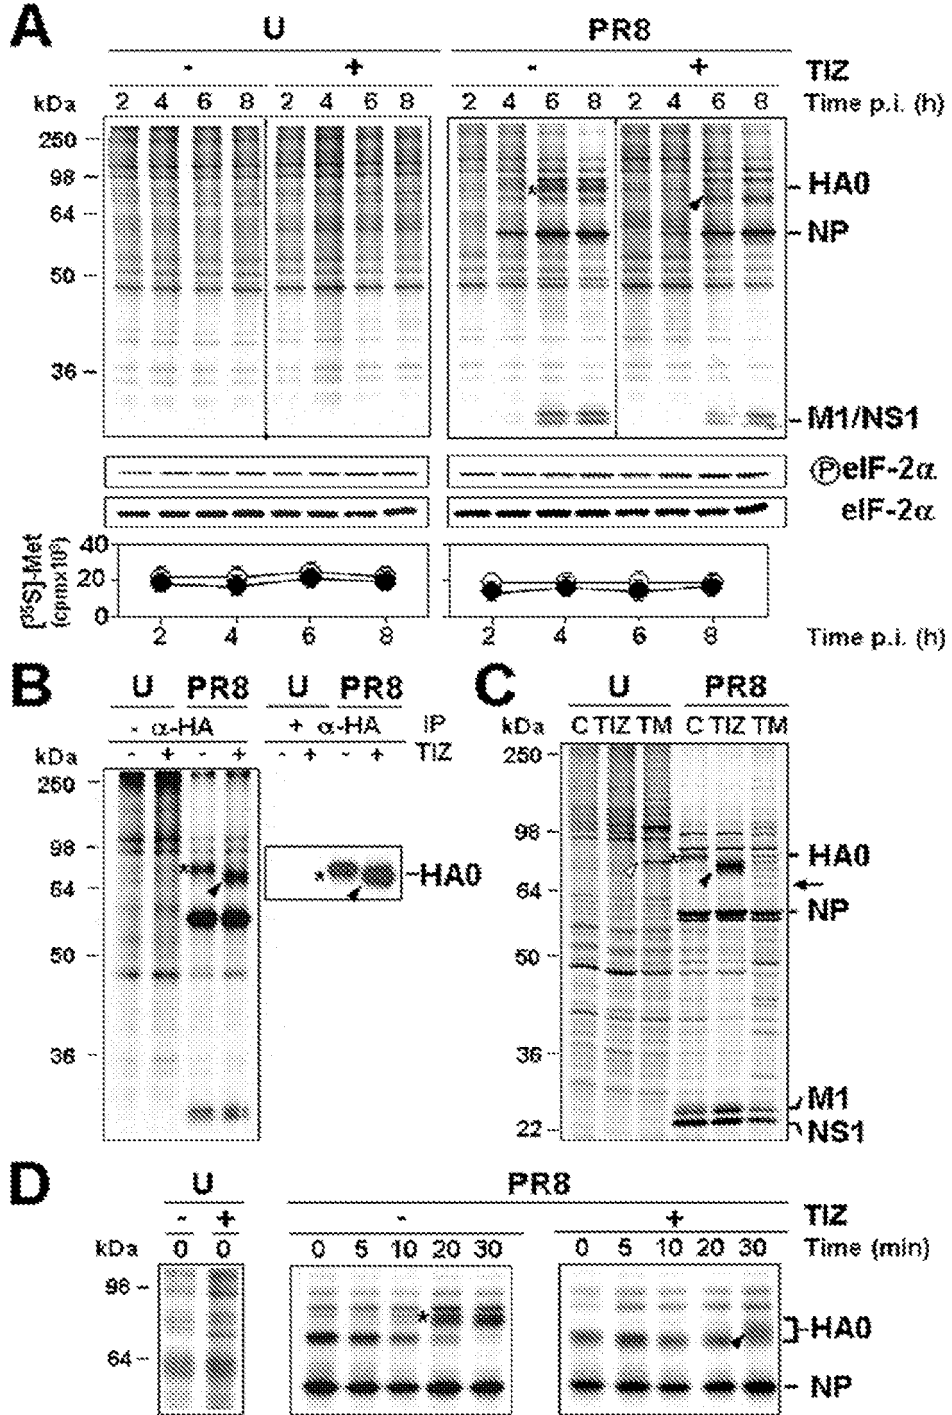 A
U PR8
- + - + TIZ
kDa 2 4 6 8 2 4 6 8 2 4 6 8 2 4 6 8 Time p.i. (h)
250
98
* HA0
64
NP
50
36
M1/NS1
PeIF-2α
eIF-2α
[³⁵S]-Met
(cpmx10³)
40
20
0
2 4 6 8 2 4 6 8 Time p.i. (h)
B
U PR8 U PR8
- α-HA + α-HA IP
kDa - + - + - + - + TIZ
250
98
* * HA0
64
50
36
C
U PR8
kDa C TIZ TM C TIZ TM
250
98
HA0
64
NP
50
36
M1
22 NS1
D
U PR8
- + - + TIZ
kDa 0 0 0 5 10 20 30 0 5 10 20 30 Time (min)
98
* HA0
64
NP